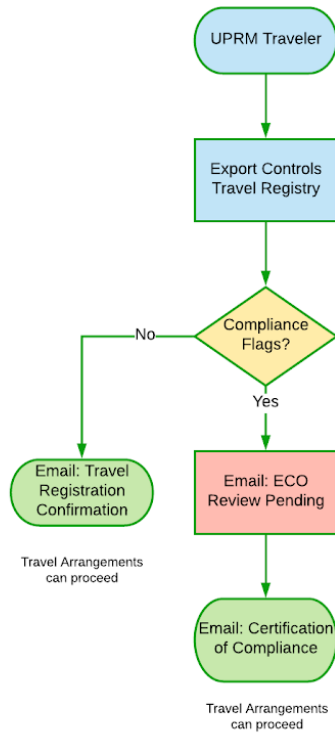 UPRM Traveler
Export Controls
Travel Registry
Compliance
Flags?
No
Yes
Email: Travel
Registration
Confirmation
Email: ECO
Review Pending
Travel Arrangements
can proceed
Email: Certification
of Compliance
Travel Arrangements
can proceed